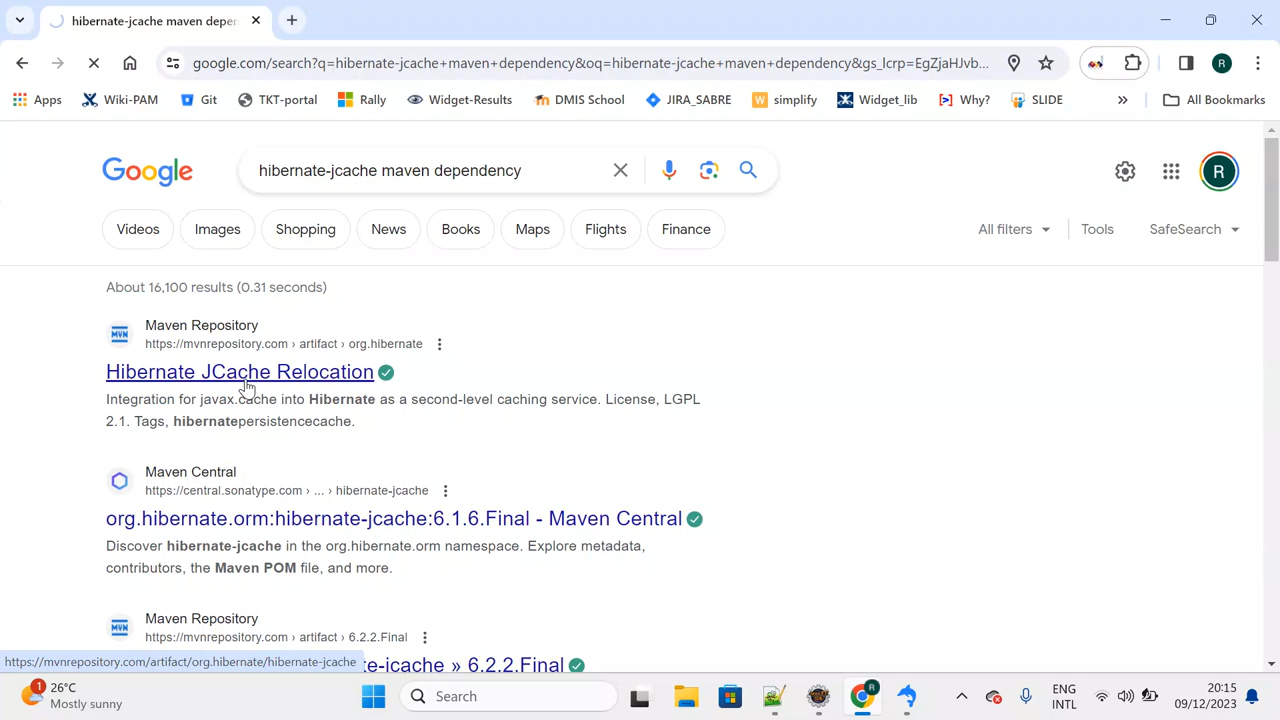 hibernate-jcache maven deper
google.com/search?q=hibernate-jcache+maven+dependency&oq=hibernate-jcache+maven+dependency&gs_lcrp=EgZjaHJvb...
Apps
Wiki-PAM
Git
TKT-portal
Rally
Widget-Results
DMIS School
JIRA_SABRE
simplify
Widget_lib
Why?
SLIDE
All Bookmarks
Google
hibernate-jcache maven dependency
R
Videos
Images
Shopping
News
Books
Maps
Flights
Finance
All filters
Tools
SafeSearch
About 16,100 results (0.31 seconds)
Maven Repository
https://mvnrepository.com › artifact › org.hibernate
Hibernate JCache Relocation
Integration for javax.cache into Hibernate as a second-level caching service. License, LGPL
2.1. Tags, hibernatepersistencecache.
Maven Central
https://central.sonatype.com › ... › hibernate-jcache
org.hibernate.orm:hibernate-jcache:6.1.6.Final - Maven Central
Discover hibernate-jcache in the org.hibernate.orm namespace. Explore metadata,
contributors, the Maven POM file, and more.
Maven Repository
https://mvnrepository.com › artifact › 6.2.2.Final
te-jcache » 6.2.2.Final
https://mvnrepository.com/artifact/org.hibernate/hibernate-jcache
1
26°C
Mostly sunny
Search
ENG
INTL
20:15
09/12/2023